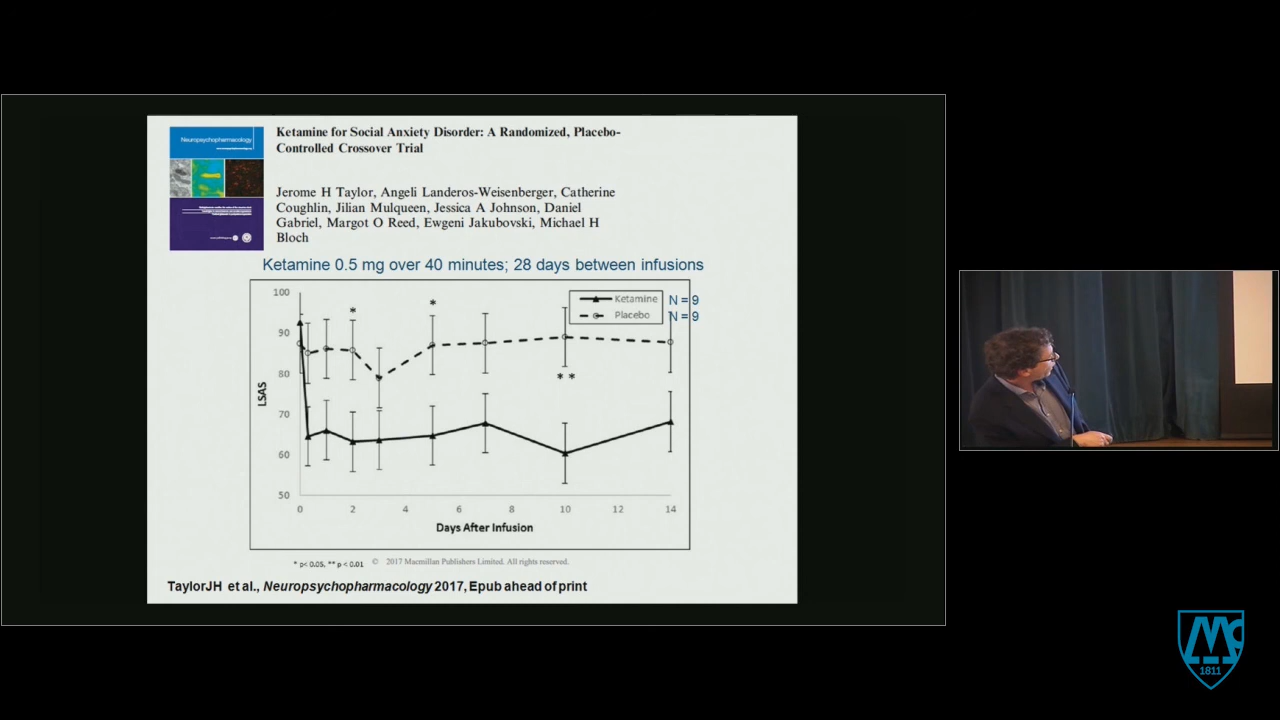 Neuropsychopharmacology
Ketamine for Social Anxiety Disorder: A Randomized, Placebo-
Controlled Crossover Trial
Jerome H Taylor, Angeli Landeros-Weisenberger, Catherine
Coughlin, Jilian Mulqueen, Jessica A Johnson, Daniel
Gabriel, Margot O Reed, Ewgeni Jakubovski, Michael H
Bloch
Ketamine 0.5 mg over 40 minutes; 28 days between infusions
100
90
80
70
60
50
LSAS
*
*
* *
Ketamine N = 9
Placebo N = 9
0 2 4 6 8 10 12 14
Days After Infusion
* p< 0.05, ** p < 0.01 © 2017 Macmillan Publishers Limited. All rights reserved.
TaylorJH et al., Neuropsychopharmacology 2017, Epub ahead of print
1811